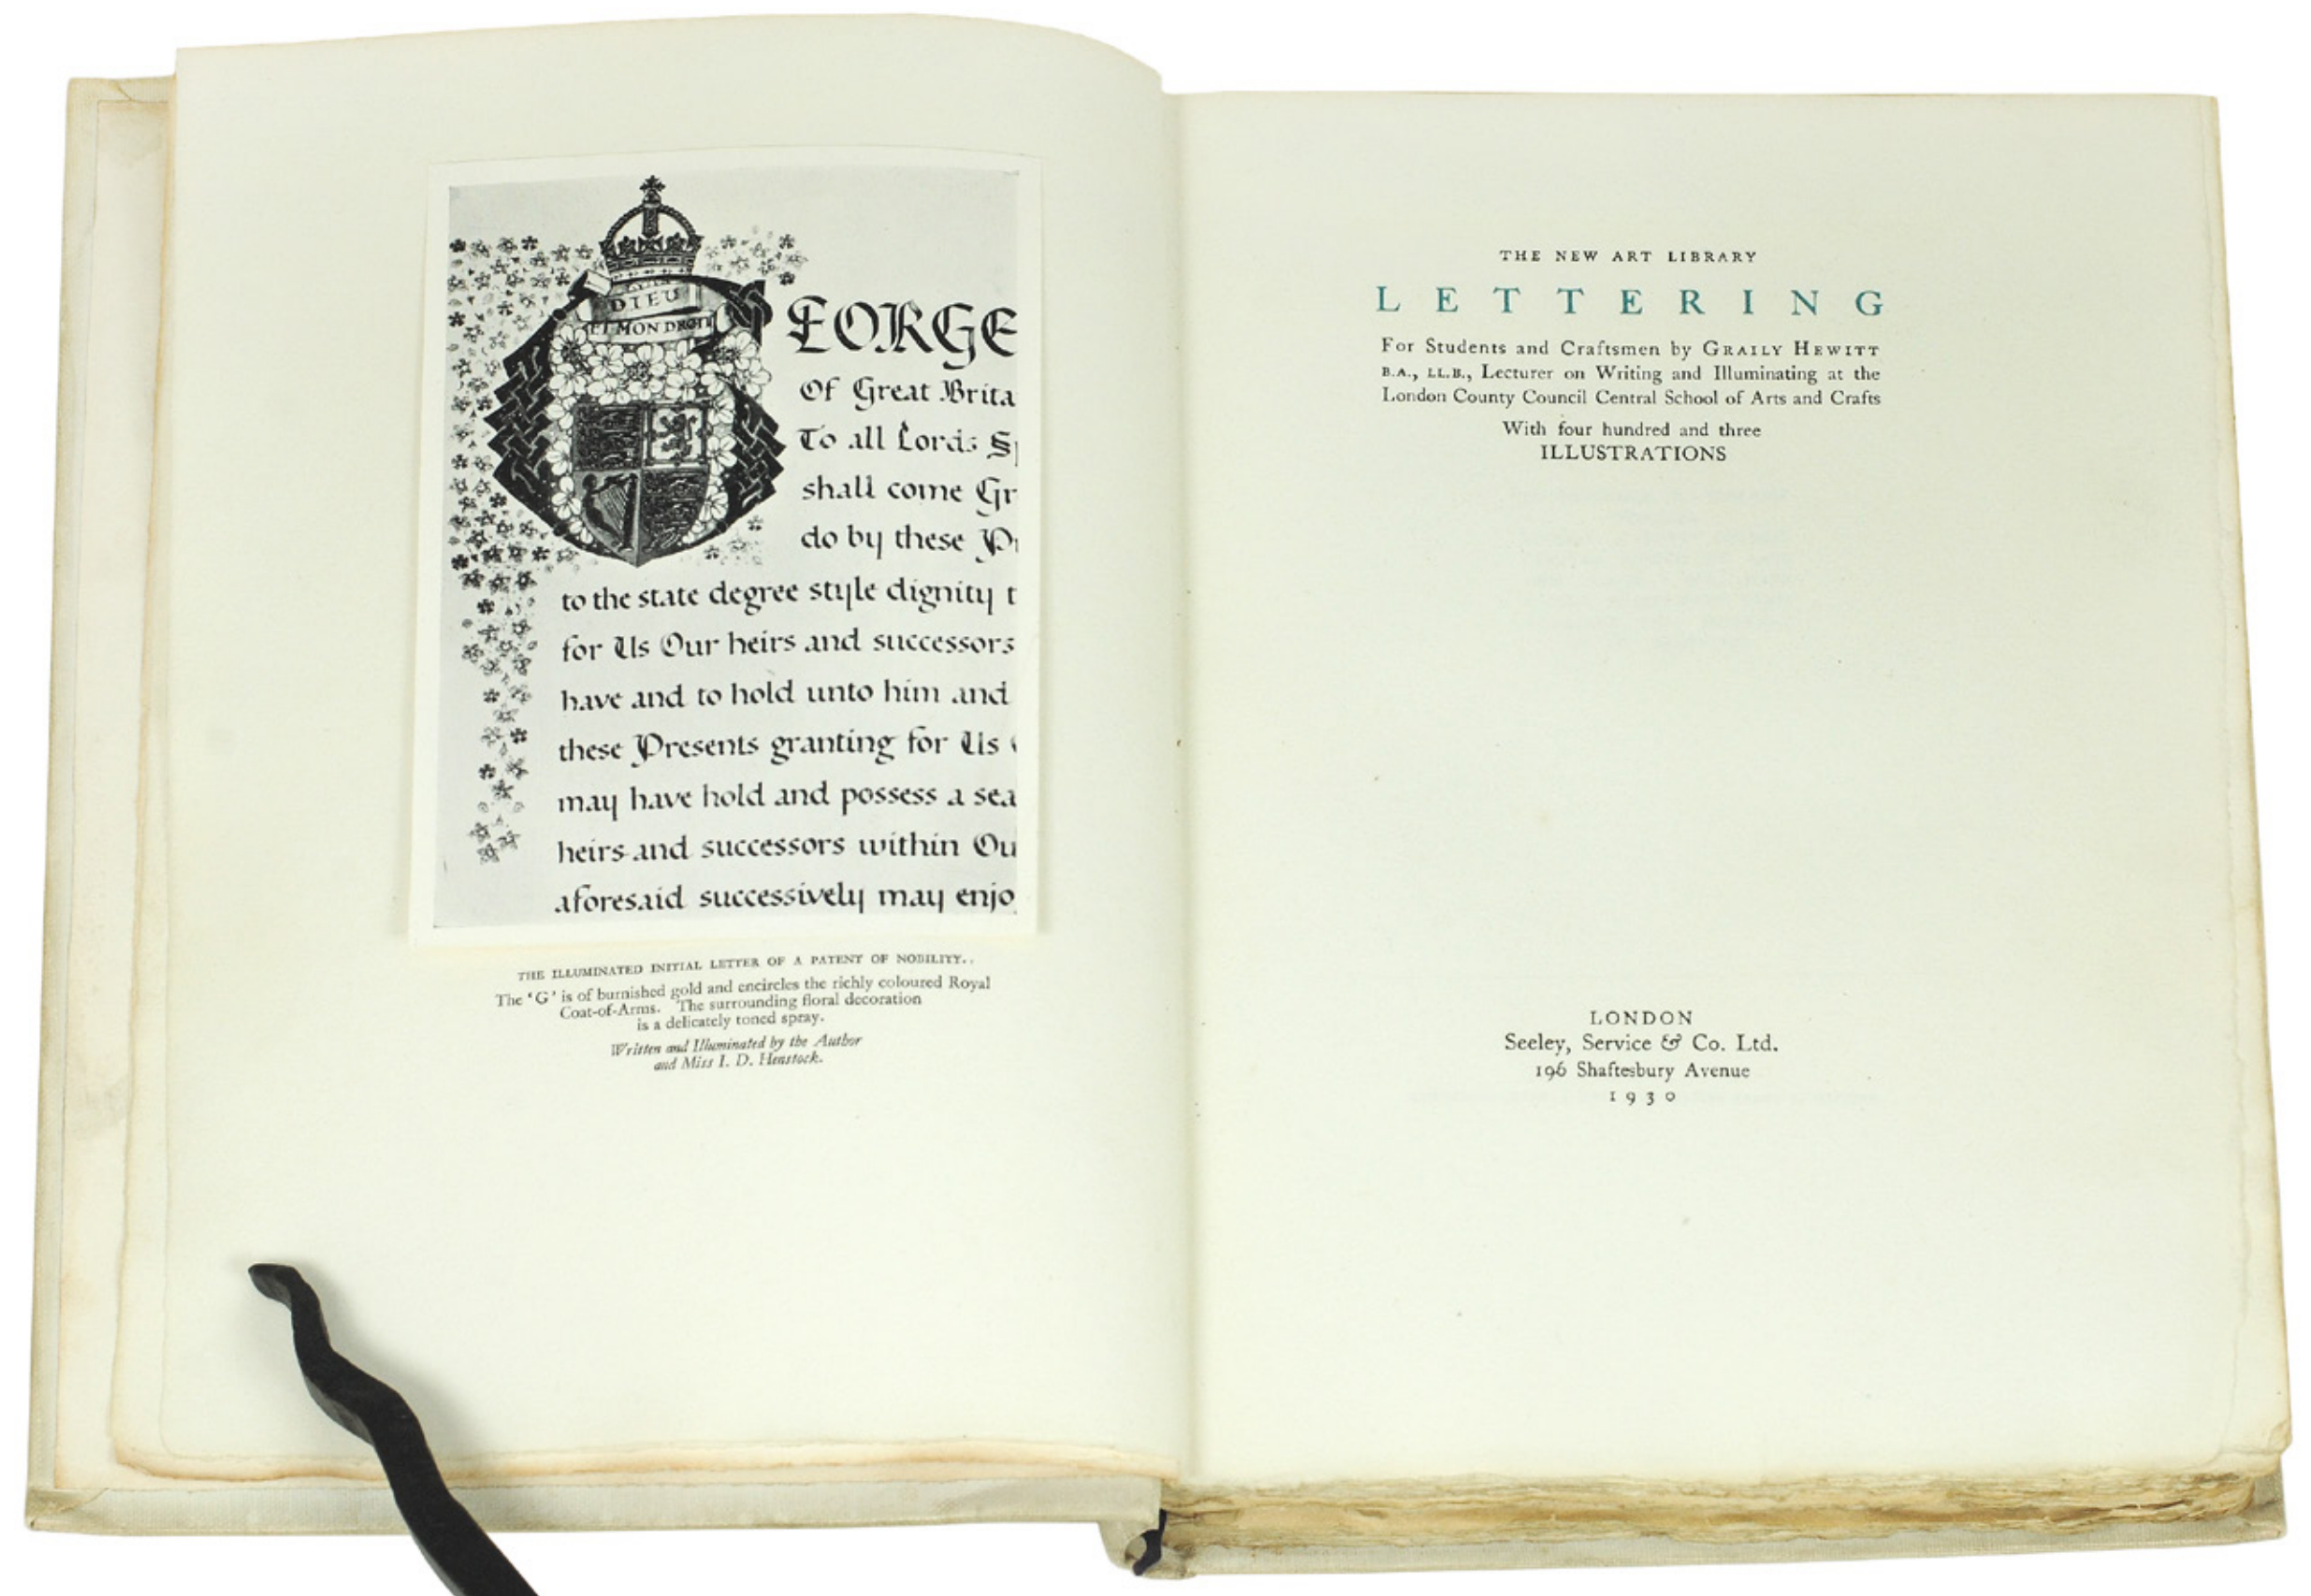 DIEU
ET MON DROIT
EORGE
Of Great Brita
To all Lords Sp
shall come Gr
do by these Pr
to the state degree style dignity t
for Us Our heirs and successors
have and to hold unto him and
these Presents granting for Us
may have hold and possess a sea
heirs and successors within Ou
aforesaid successively may enjo
THE ILLUMINATED INITIAL LETTER OF A PATENT OF NOBILITY.
The 'G' is of burnished gold and encircles the richly coloured Royal
Coat-of-Arms. The surrounding floral decoration
is a delicately toned spray.
Written and Illuminated by the Author
and Miss I. D. Henstock.
THE NEW ART LIBRARY
LETTERING
For Students and Craftsmen by GRAILY HEWITT
B.A., LL.B., Lecturer on Writing and Illuminating at the
London County Council Central School of Arts and Crafts
With four hundred and three
ILLUSTRATIONS
LONDON
Seeley, Service & Co. Ltd.
196 Shaftesbury Avenue
1930